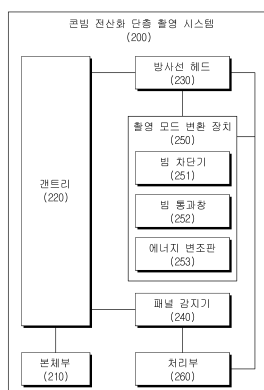 콘빔 전산화 단층 촬영 시스템
(200)
방사선 헤드
(230)
촬영 모드 변환 장치
(250)
빔 차단기
(251)
갠트리
(220)
빔 통과창
(252)
에너지 변조판
(253)
패널 감지기
(240)
본체부
(210)
처리부
(260)